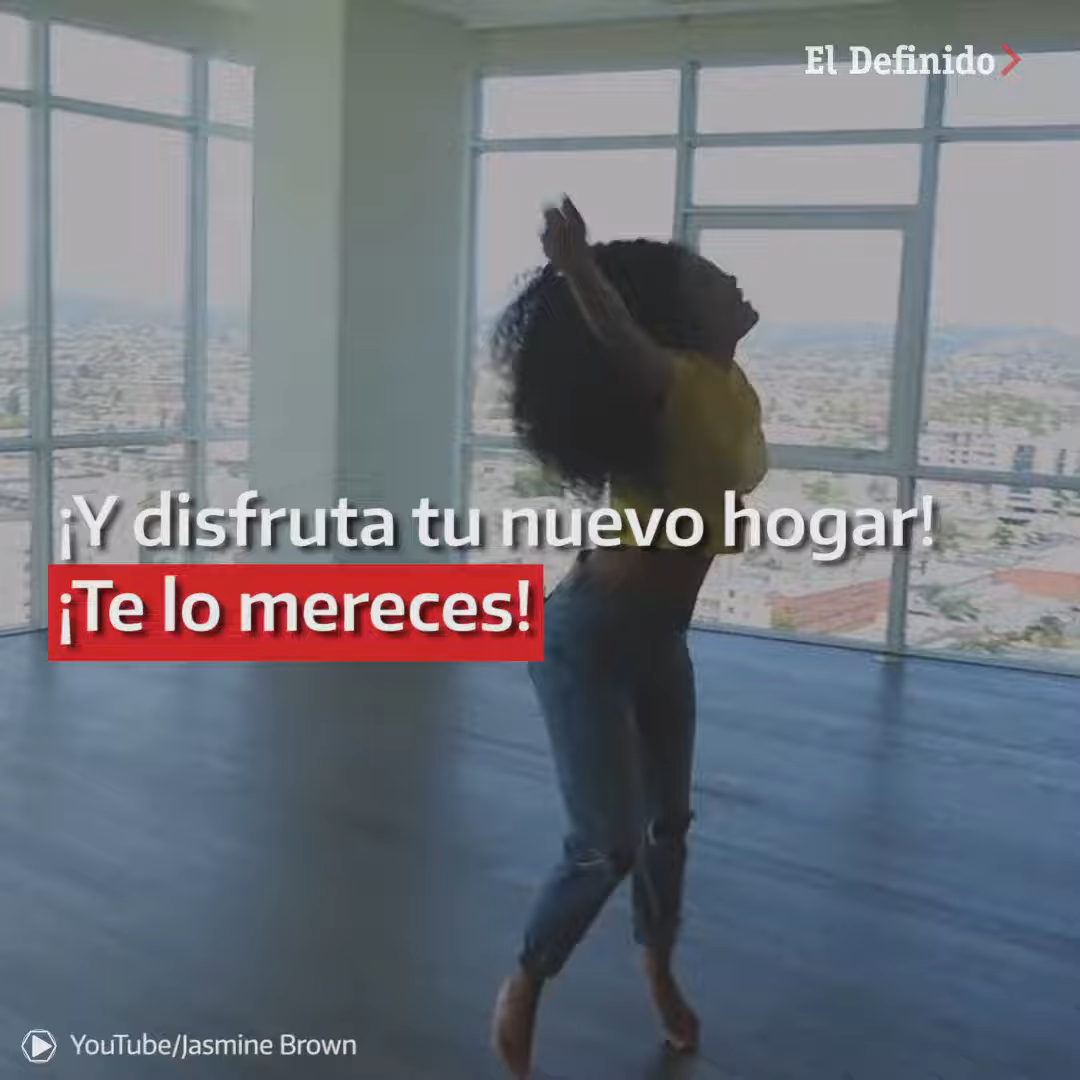 El Definido
¡Y disfruta tu nuevo hogar!
¡Te lo mereces!
YouTube/Jasmine Brown